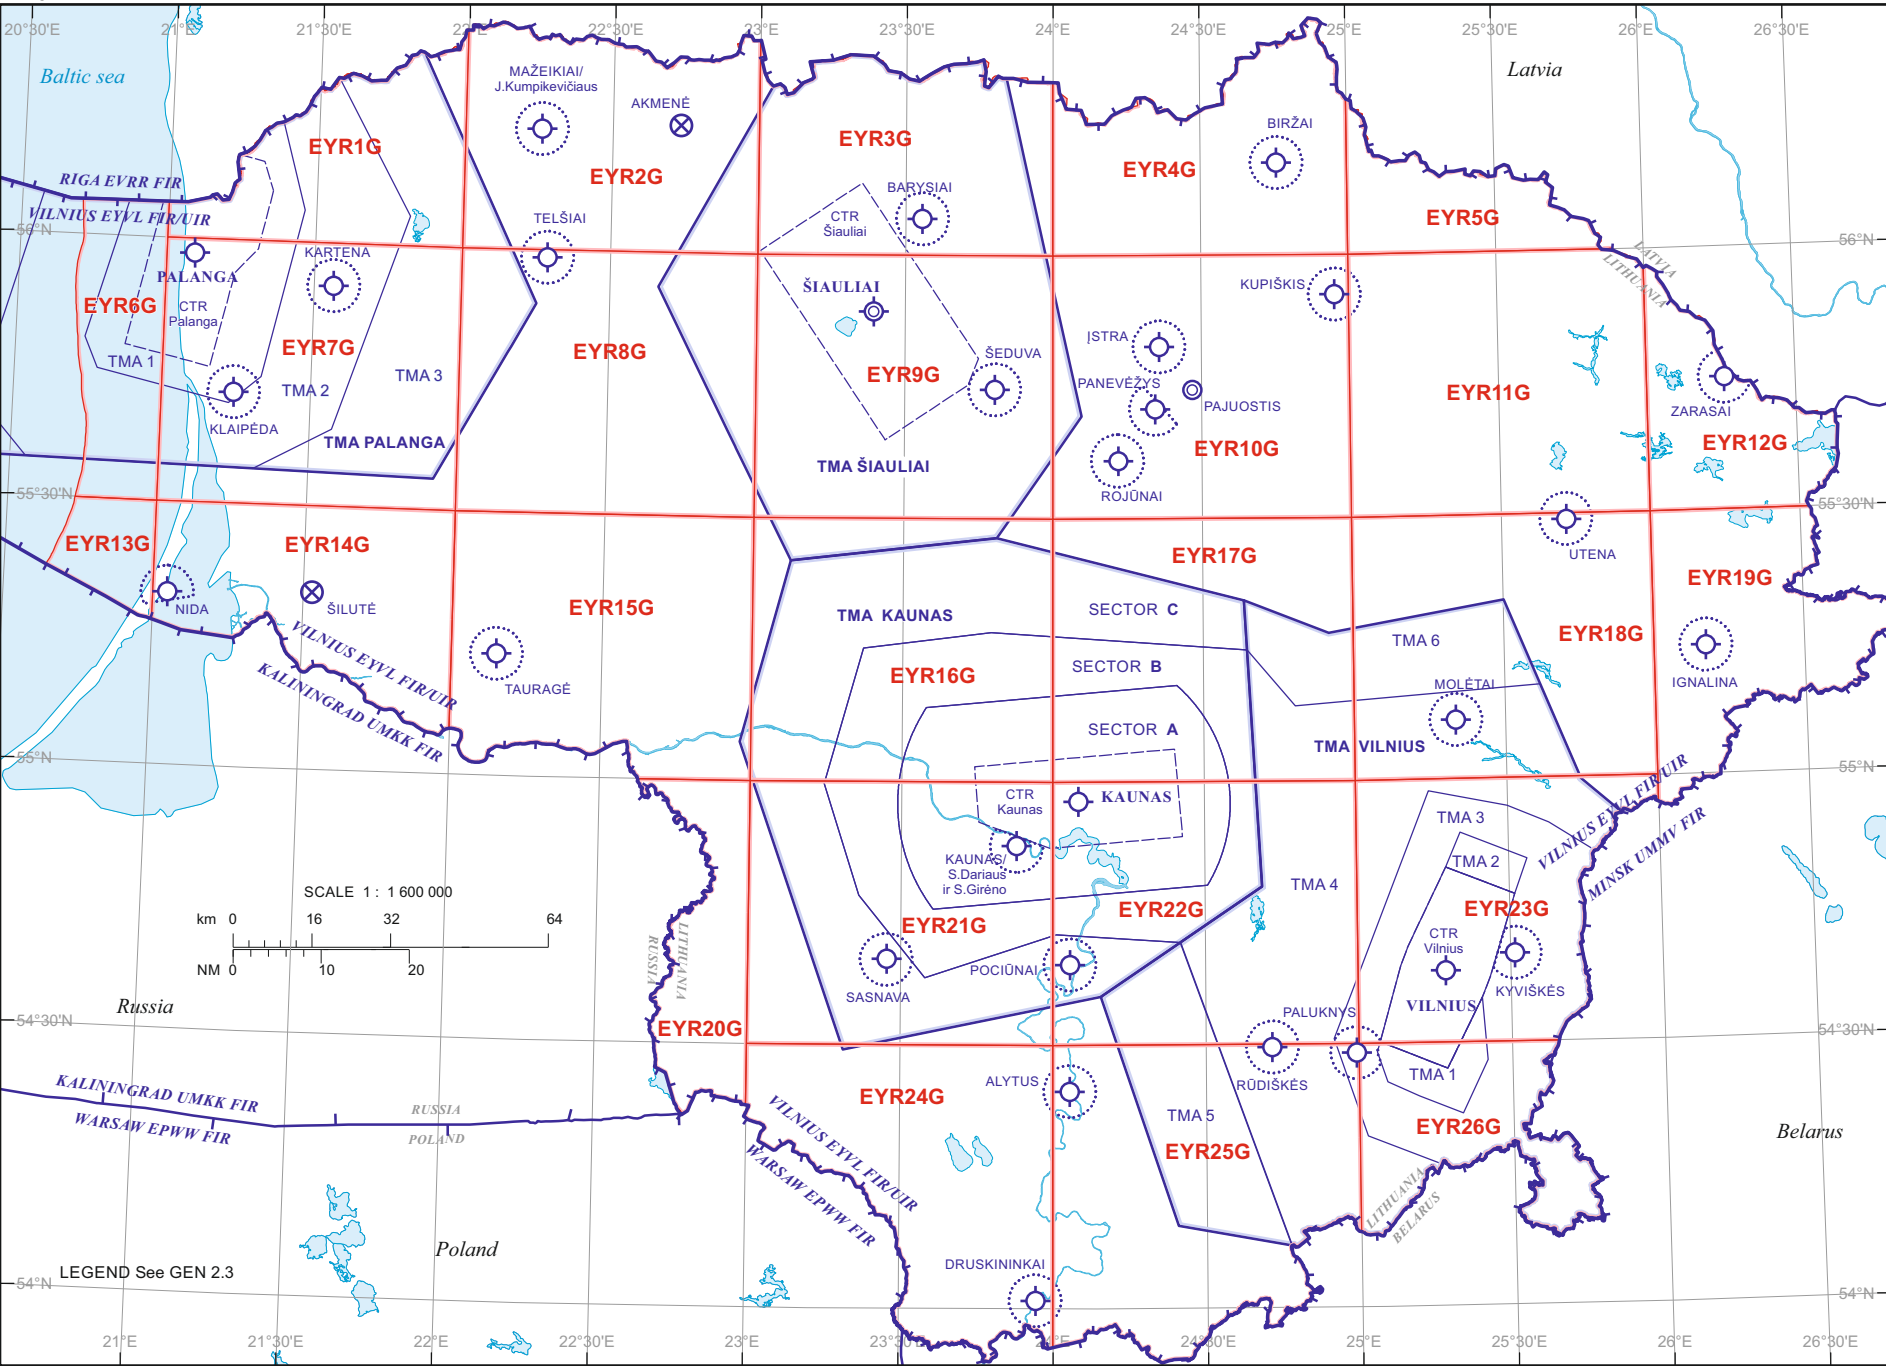 20°30'E
21°E
21°30'E
22°E
22°30'E
23°E
23°30'E
24°E
24°30'E
25°E
25°30'E
26°E
26°30'E
Baltic sea
Latvia
MAŽEIKIAI/
J.Kumpikevičiaus
AKMENĖ
EYR1G
EYR2G
EYR3G
EYR4G
BIRŽAI
EYR5G
RIGA EVRR FIR
VILNIUS EYVL FIR/UIR
TELŠIAI
BARYSIAI
CTR
Šiauliai
56°N
56°N
LATVIA
LITHUANIA
PALANGA
KARTENA
EYR6G
CTR
Palanga
ŠIAULIAI
KUPIŠKIS
EYR7G
EYR8G
ĮSTRA
ŠEDUVA
TMA 1
TMA 2
TMA 3
EYR9G
PANEVĖŽYS
PAJUOSTIS
EYR11G
ZARASAI
KLAIPĖDA
TMA PALANGA
EYR10G
EYR12G
TMA ŠIAULIAI
ROJŪNAI
55°30'N
55°30'N
EYR13G
EYR14G
EYR17G
UTENA
EYR19G
NIDA
ŠILUTĖ
EYR15G
TMA KAUNAS
SECTOR C
TMA 6
EYR18G
VILNIUS EYVL FIR/UIR
KALININGRAD UMKK FIR
TAURAGĖ
EYR16G
SECTOR B
MOLĖTAI
IGNALINA
SECTOR A
TMA VILNIUS
55°N
55°N
CTR
Kaunas
KAUNAS
VILNIUS EYVL FIR/UIR
MINSK UMMV FIR
TMA 3
TMA 2
KAUNAS/
S.Dariaus
ir S.Girėno
TMA 4
SCALE 1 : 1 600 000
km 0 16 32 64
NM 0 10 20
EYR21G
EYR22G
EYR23G
CTR
Vilnius
RUSSIA
LITHUANIA
POCIŪNAI
SASNAVA
KYVIŠKĖS
VILNIUS
Russia
PALUKNYS
54°30'N
54°30'N
EYR20G
RŪDIŠKĖS
TMA 1
ALYTUS
EYR24G
KALININGRAD UMKK FIR
WARSAW EPWW FIR
RUSSIA
POLAND
TMA 5
EYR25G
EYR26G
Belarus
VILNIUS EYVL FIR/UIR
WARSAW EPWW FIR
LITHUANIA
BELARUS
Poland
DRUSKININKAI
LEGEND See GEN 2.3
54°N
54°N
21°E
21°30'E
22°E
22°30'E
23°E
23°30'E
24°E
24°30'E
25°E
25°30'E
26°E
26°30'E